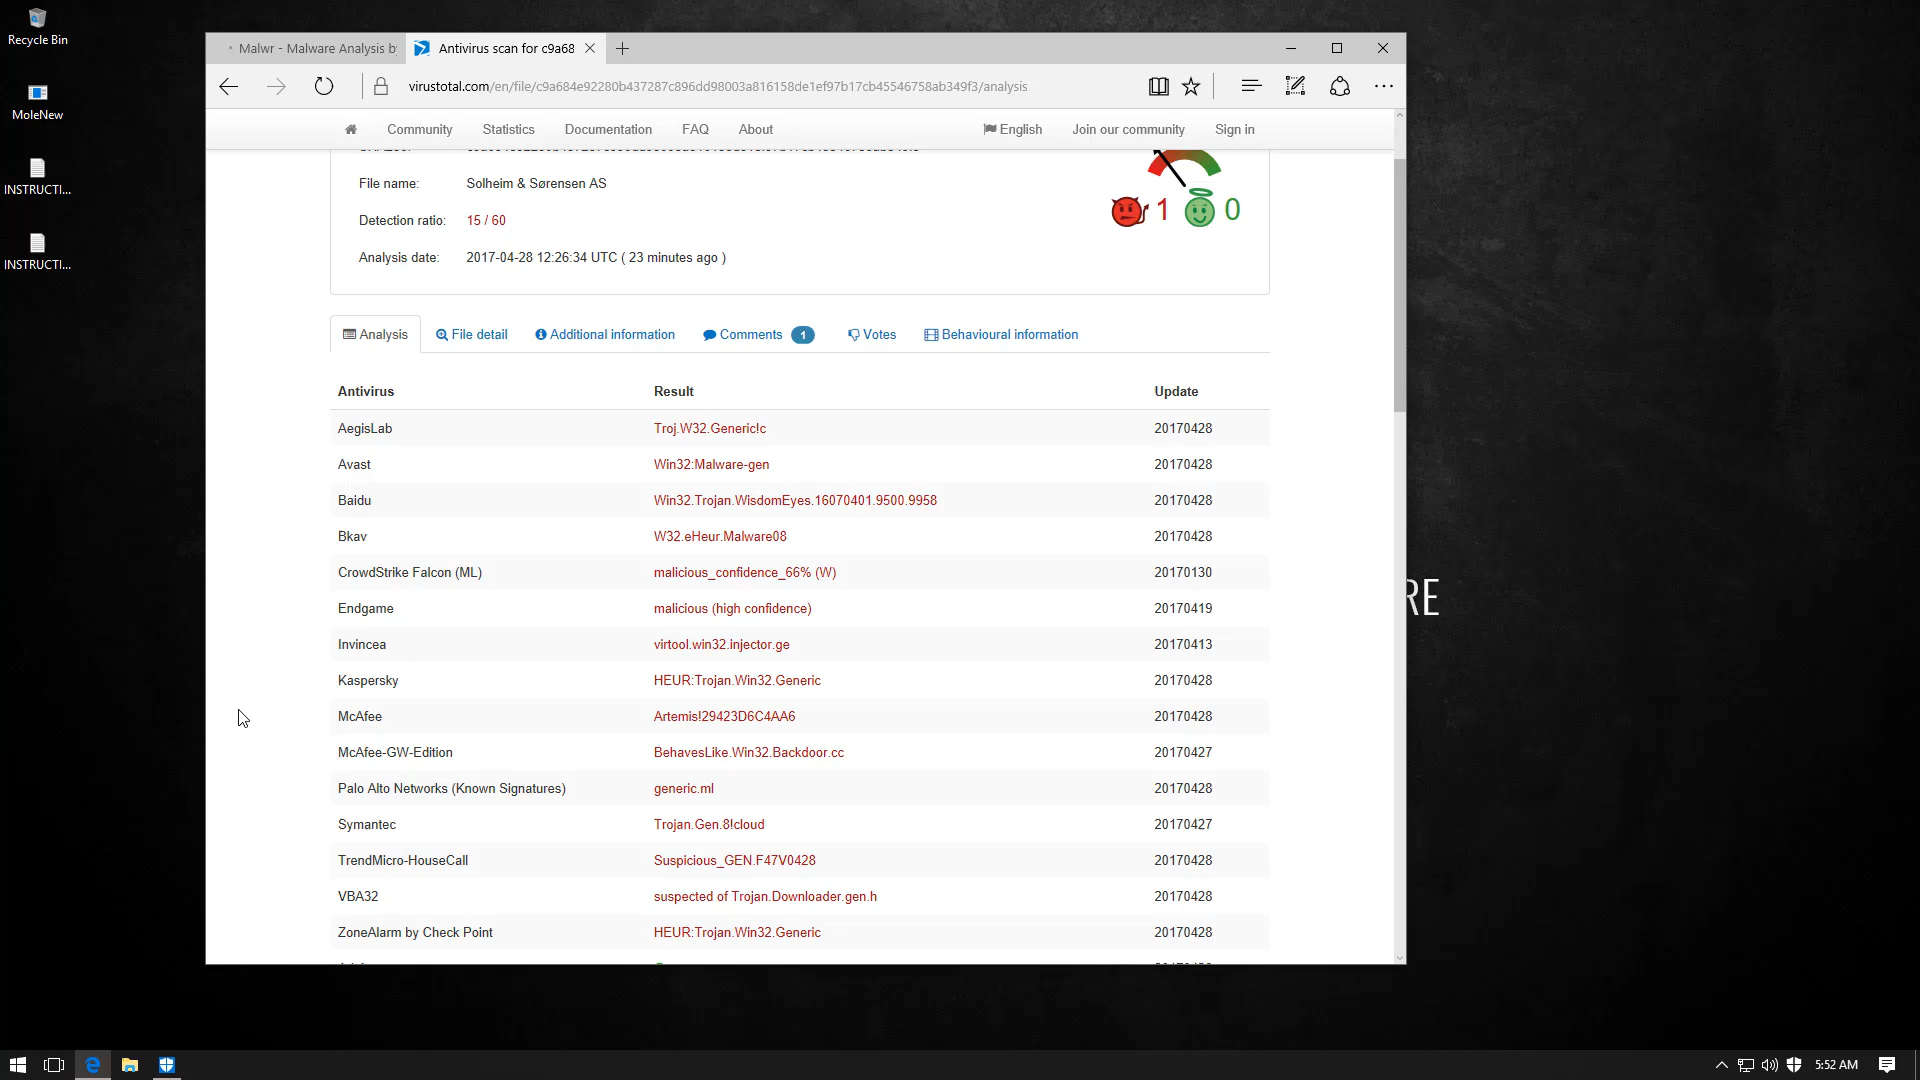 Recycle Bin
MoleNew
INSTRUCTI...
INSTRUCTI...
Malwr - Malware Analysis b
Antivirus scan for c9a68
virustotal.com/en/file/c9a684e92280b437287c896dd98003a816158de1ef97b17cb45546758ab349f3/analysis
Community Statistics Documentation FAQ About English Join our community Sign in
File name: Solheim & Sørensen AS
Detection ratio: 15 / 60
1 0
Analysis date: 2017-04-28 12:26:34 UTC ( 23 minutes ago )
Analysis File detail Additional information Comments 1 Votes Behavioural information
Antivirus Result Update
AegisLab Troj.W32.Generic!c 20170428
Avast Win32:Malware-gen 20170428
Baidu Win32.Trojan.WisdomEyes.16070401.9500.9958 20170428
Bkav W32.eHeur.Malware08 20170428
CrowdStrike Falcon (ML) malicious_confidence_66% (W) 20170130
Endgame malicious (high confidence) 20170419
Invincea virtool.win32.injector.ge 20170413
Kaspersky HEUR:Trojan.Win32.Generic 20170428
McAfee Artemis!29423D6C4AA6 20170428
McAfee-GW-Edition BehavesLike.Win32.Backdoor.cc 20170427
Palo Alto Networks (Known Signatures) generic.ml 20170428
Symantec Trojan.Gen.8!cloud 20170427
TrendMicro-HouseCall Suspicious_GEN.F47V0428 20170428
VBA32 suspected of Trojan.Downloader.gen.h 20170428
ZoneAlarm by Check Point HEUR:Trojan.Win32.Generic 20170428
RE
5:52 AM